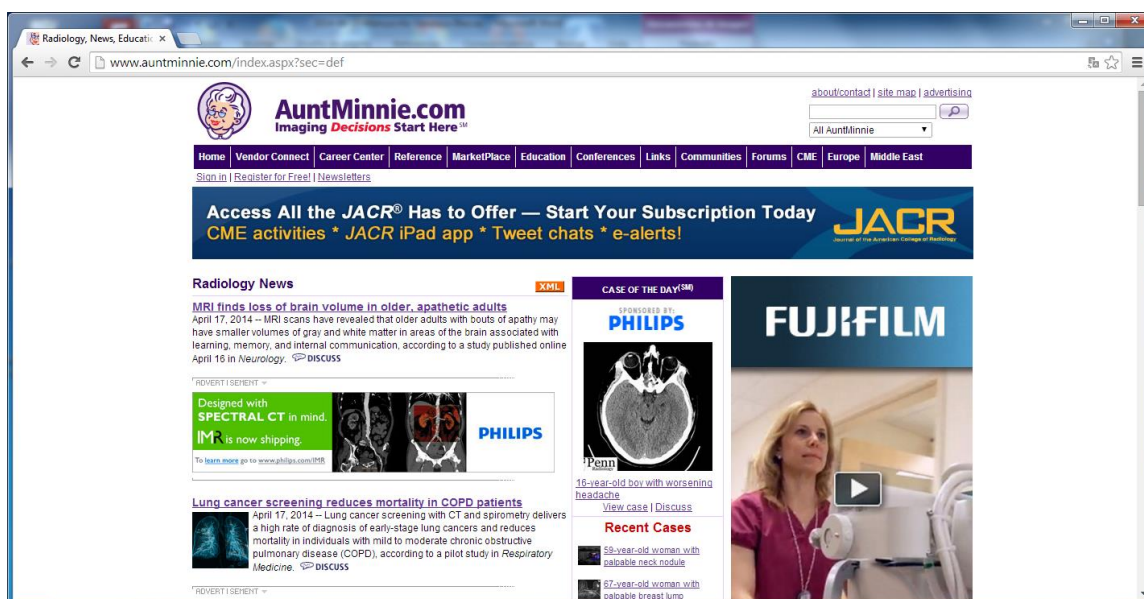 Radiology, News, Educatic
www.auntminnie.com/index.aspx?sec=def
about/contact | site map | advertising
AuntMinnie.com
Imaging Decisions Start Here SM
All AuntMinnie
Home Vendor Connect Career Center Reference MarketPlace Education Conferences Links Communities Forums CME Europe Middle East
Sign in | Register for Free! | Newsletters
Access All the JACR® Has to Offer — Start Your Subscription Today
CME activities * JACR iPad app * Tweet chats * e-alerts!
JACR
Journal of the American College of Radiology
Radiology News
XML
MRI finds loss of brain volume in older, apathetic adults
April 17, 2014 -- MRI scans have revealed that older adults with bouts of apathy may
have smaller volumes of gray and white matter in areas of the brain associated with
learning, memory, and internal communication, according to a study published online
April 16 in Neurology. DISCUSS
ADVERTISEMENT
Designed with
SPECTRAL CT in mind.
IMR is now shipping.
To learn more go to www.philips.com/IMR
PHILIPS
Lung cancer screening reduces mortality in COPD patients
April 17, 2014 -- Lung cancer screening with CT and spirometry delivers
a high rate of diagnosis of early-stage lung cancers and reduces
mortality in individuals with mild to moderate chronic obstructive
pulmonary disease (COPD), according to a pilot study in Respiratory
Medicine. DISCUSS
ADVERTISEMENT
CASE OF THE DAY(SM)
SPONSORED BY:
PHILIPS
Penn
Radiology
16-year-old boy with worsening
headache
View case | Discuss
Recent Cases
59-year-old woman with
palpable neck nodule
67-year-old woman with
palpable breast lump
FUJIFILM